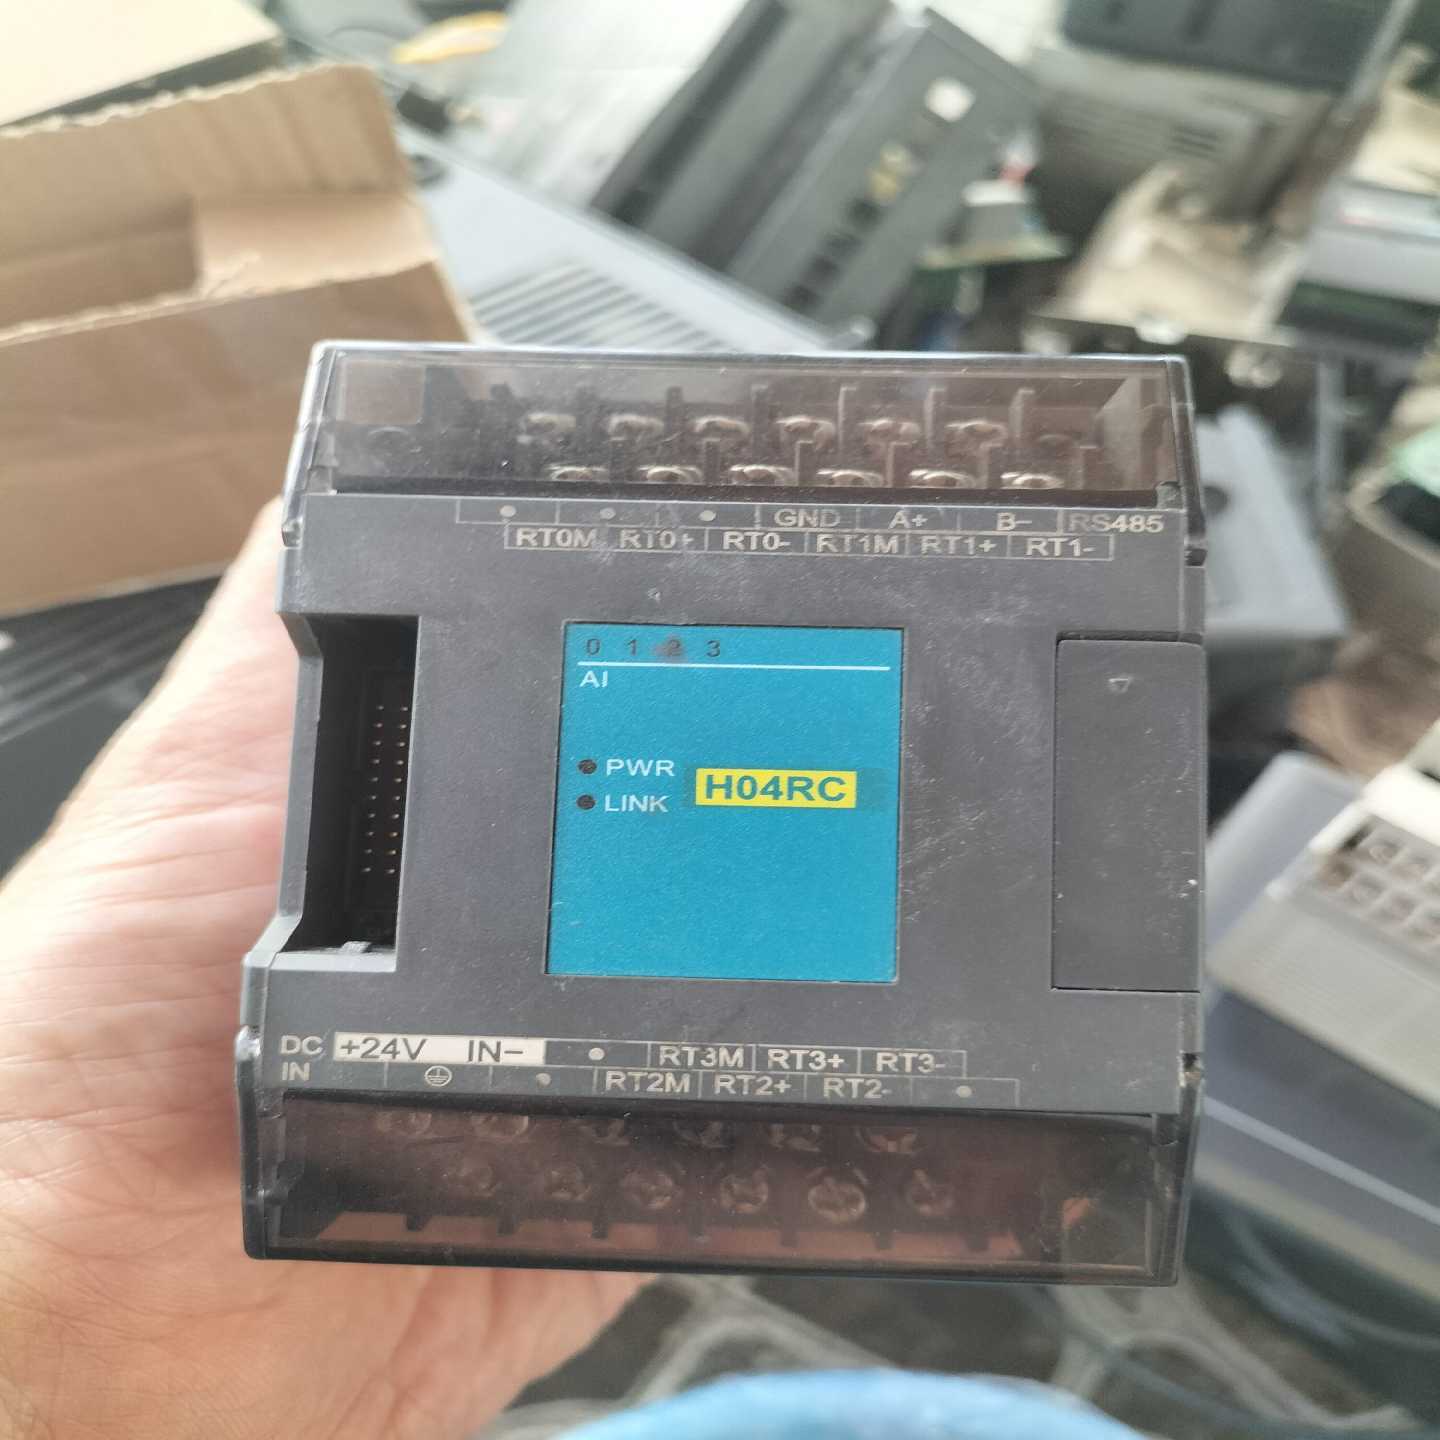 GND A+ B- RS485
RT0M RT0+ RT0- RT1M RT1+ RT1-
0 1 2 3
AI
PWR
H04RC
LINK
DC +24V IN- RT3M RT3+ RT3-
IN RT2M RT2+ RT2-